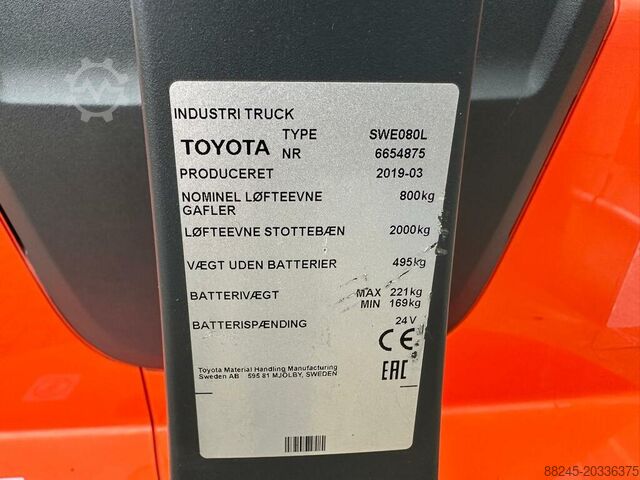 INDUSTRI TRUCK
TOYOTA TYPE SWE080L
NR 6654875
PRODUCERET 2019-03
NOMINEL LØFTEEVNE GAFLER 800kg
LØFTEEVNE STOTTEBÆN 2000kg
VÆGT UDEN BATTERIER 495kg
BATTERIVÆGT MAX 221kg
MIN 169kg
BATTERISPÆNDING 24V
CE
EAC
Toyota Material Handling Manufacturing
Sweden AB 595 81 MJÖLBY, SWEDEN
88245-20336375